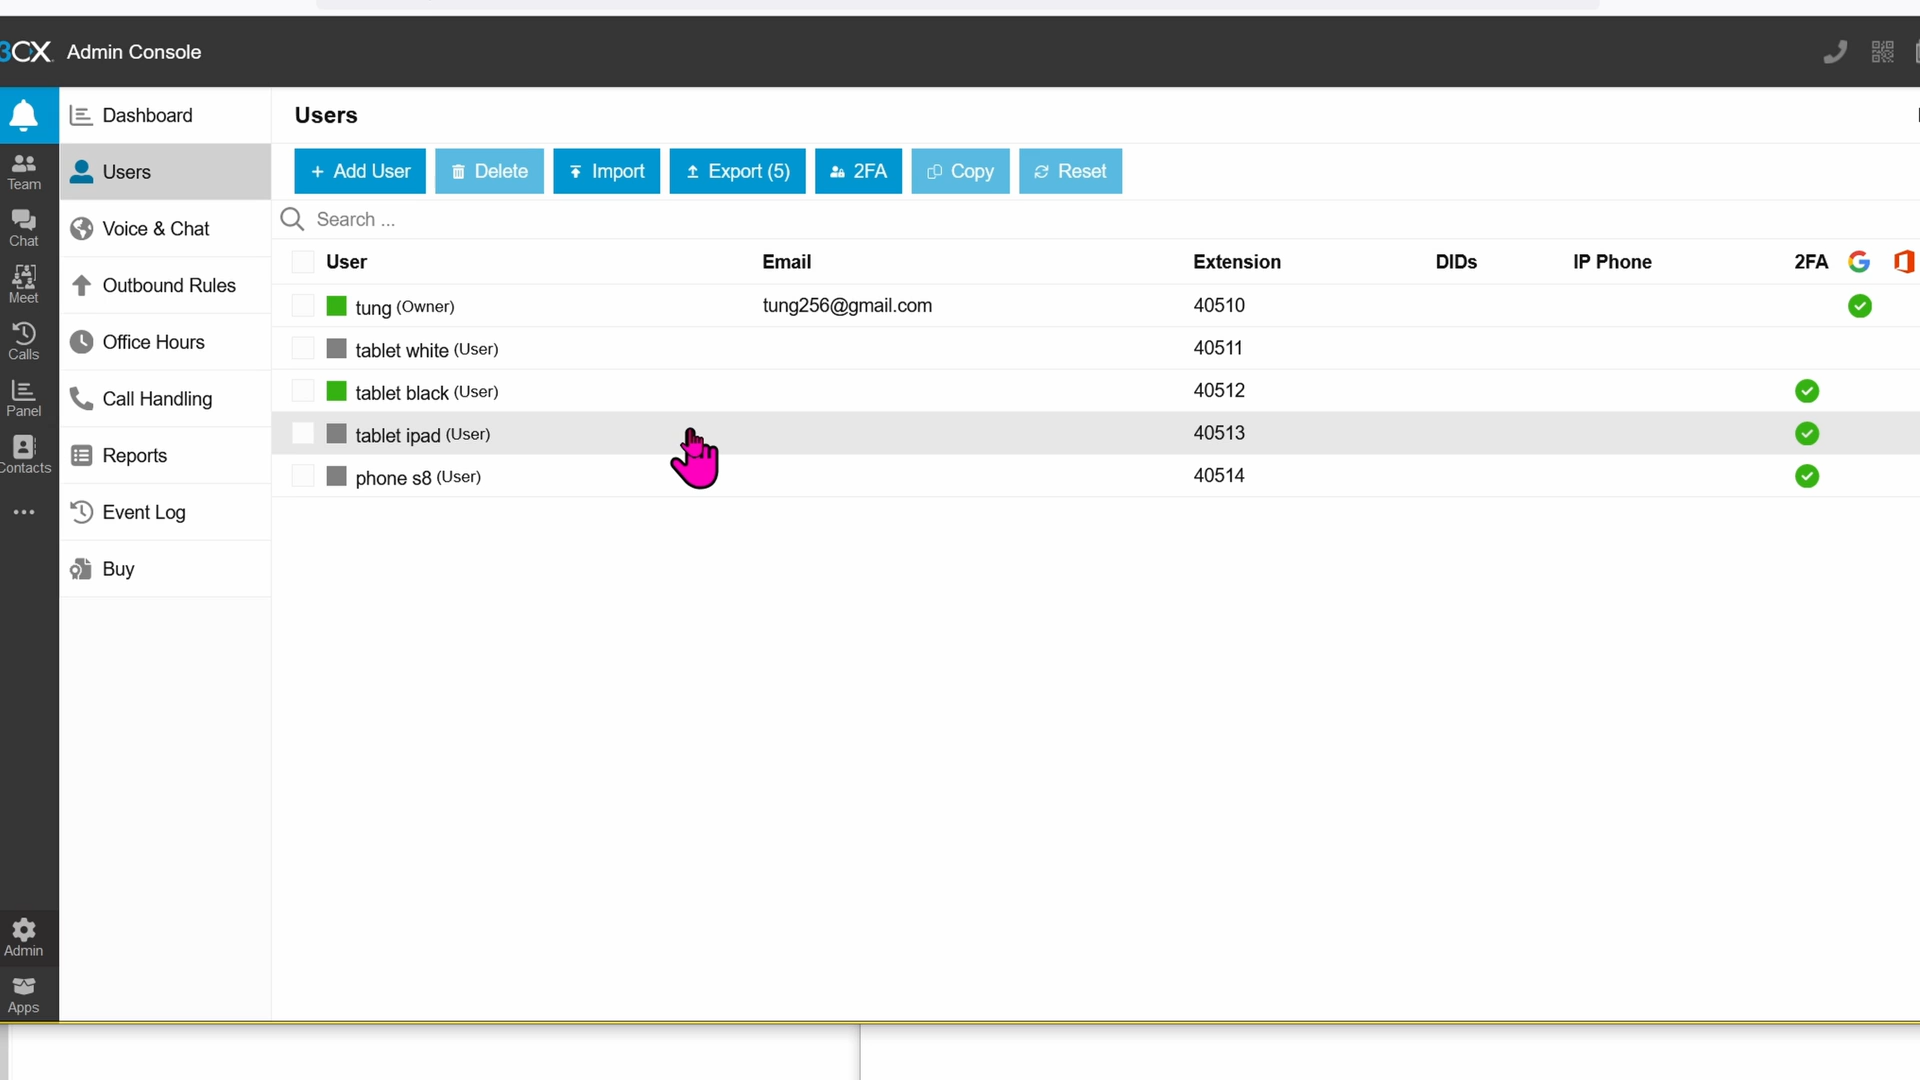 3CX Admin Console
Team
Chat
Meet
Calls
Panel
Contacts
Admin
Apps
Dashboard
Users
Voice & Chat
Outbound Rules
Office Hours
Call Handling
Reports
Event Log
Buy
Users
+ Add User Delete Import Export (5) 2FA Copy Reset
Search ...
User Email Extension DIDs IP Phone 2FA
tung (Owner) tung256@gmail.com 40510
tablet white (User) 40511
tablet black (User) 40512
tablet ipad (User) 40513
phone s8 (User) 40514